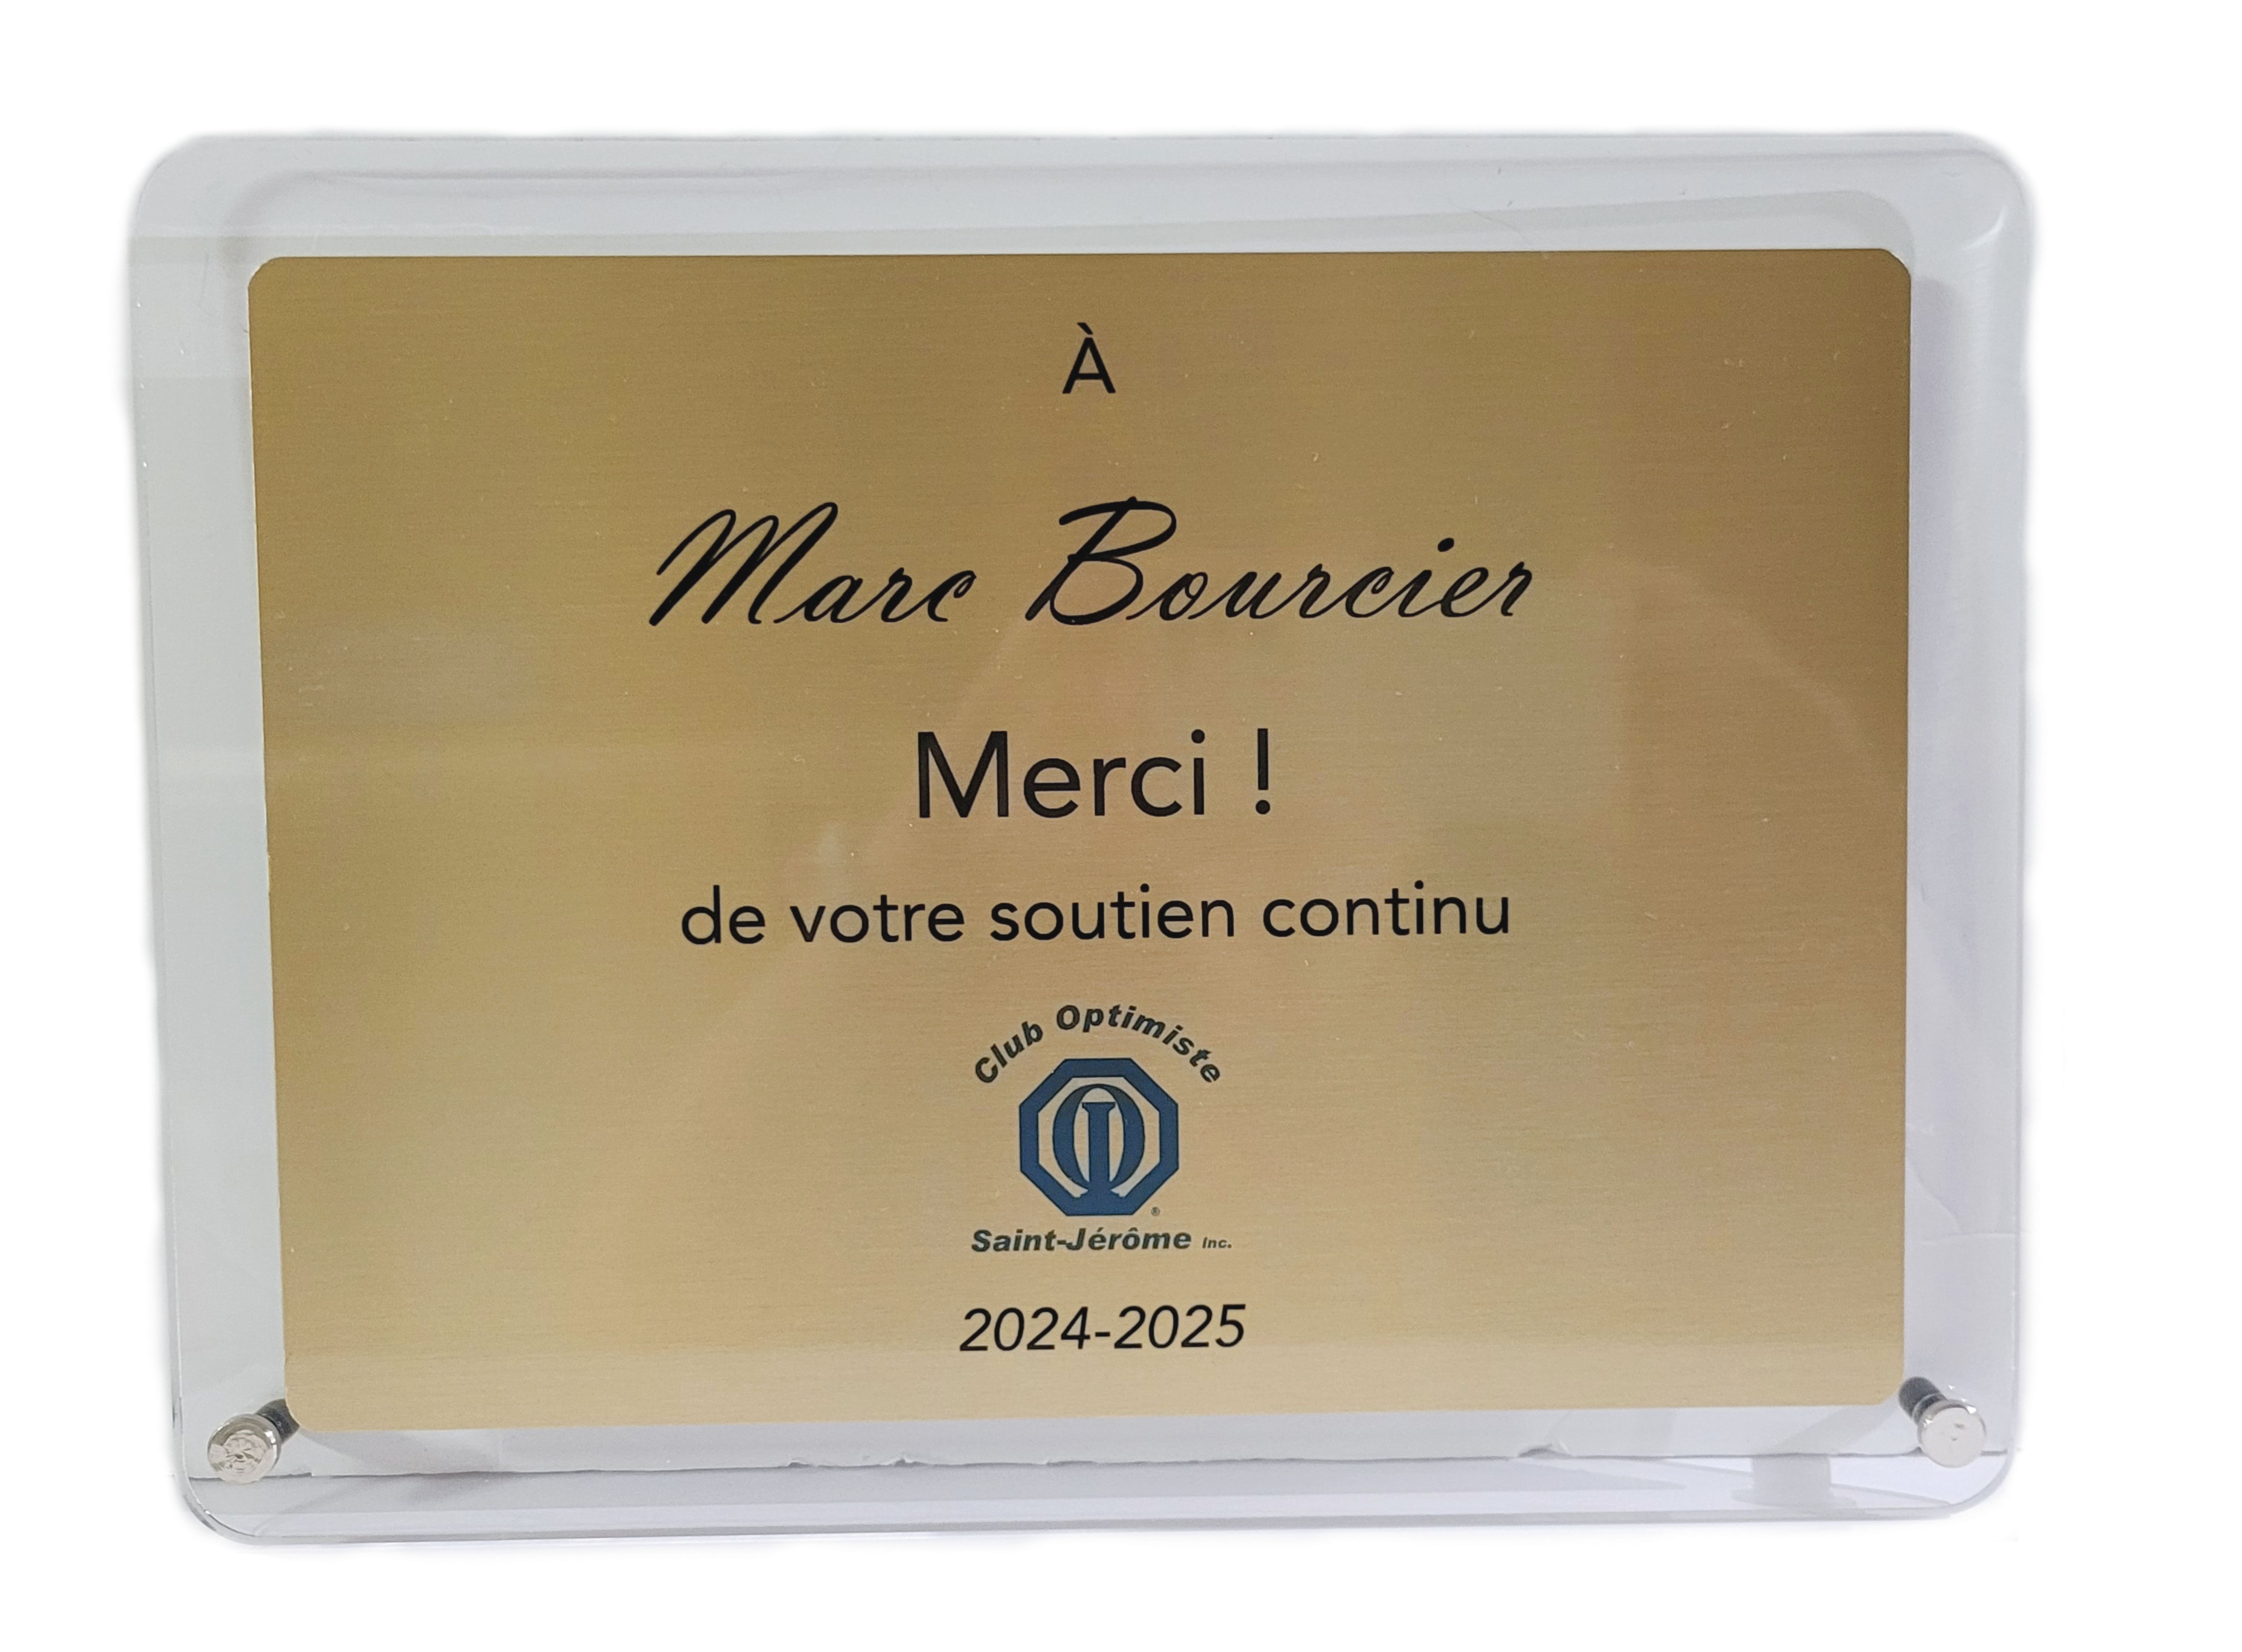 À
Marc Bourcier
Merci !
de votre soutien continu
Club Optimiste
®
Saint-Jérôme inc.
2024-2025